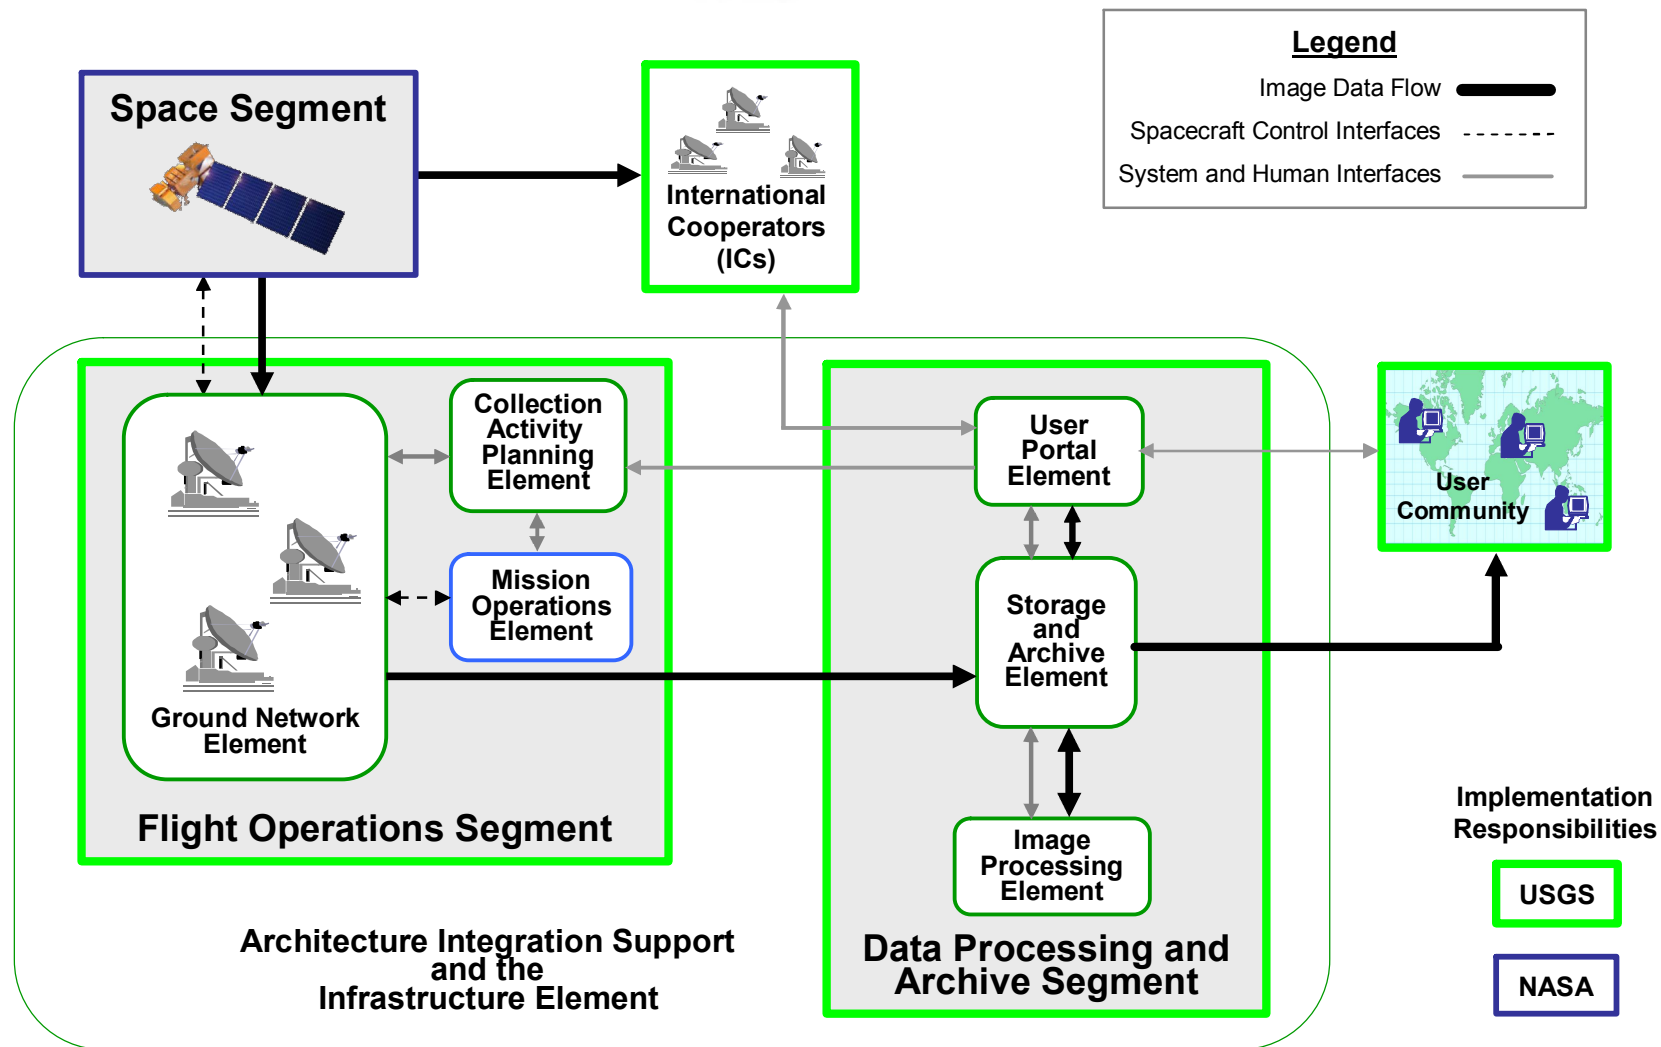 Legend
Image Data Flow
Spacecraft Control Interfaces
System and Human Interfaces
Space Segment
International
Cooperators
(ICs)
Collection
Activity
Planning
Element
Mission
Operations
Element
Ground Network
Element
Flight Operations Segment
User
Portal
Element
Storage
and
Archive
Element
Image
Processing
Element
Data Processing and
Archive Segment
User
Community
Architecture Integration Support
and the
Infrastructure Element
Implementation
Responsibilities
USGS
NASA